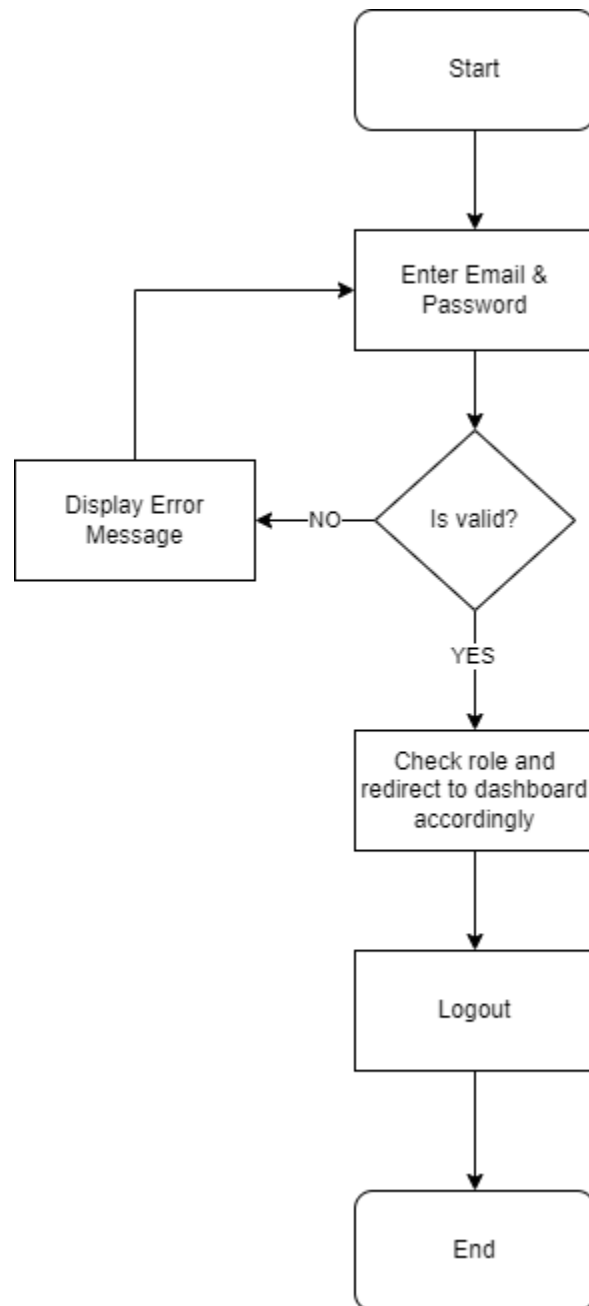 Start
Enter Email &
Password
Is valid?
NO
Display Error
Message
YES
Check role and
redirect to dashboard
accordingly
Logout
End